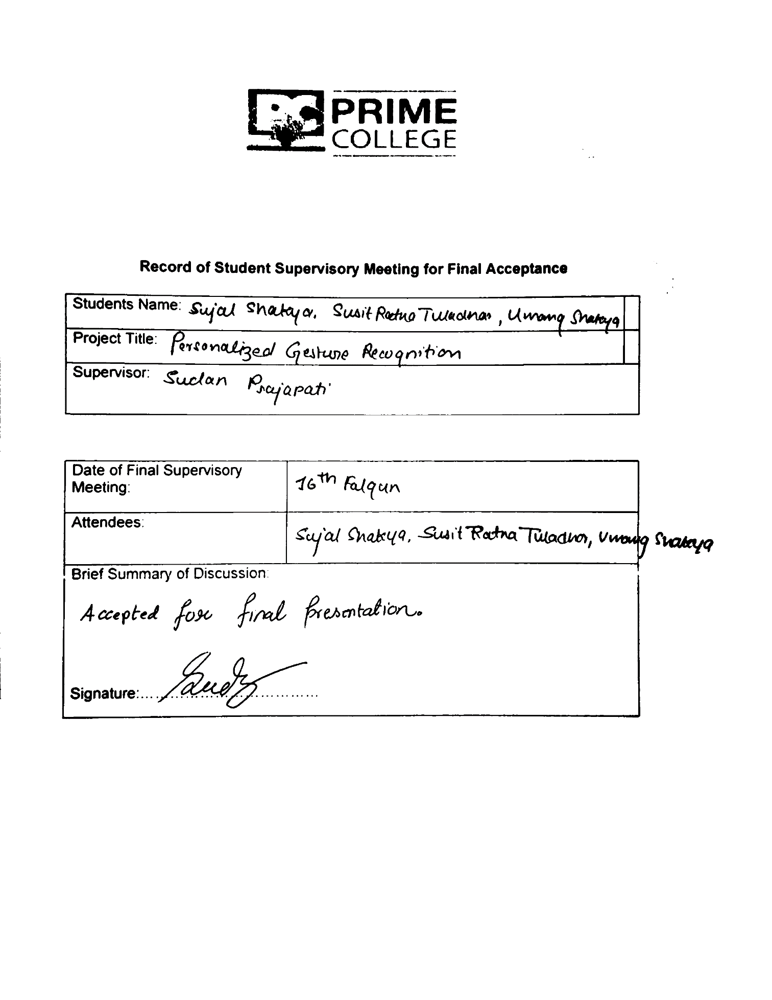 PRIME
COLLEGE
Record of Student Supervisory Meeting for Final Acceptance
Students Name: Sujal Shakya, Susit Ratna Tuladhar, Umang Shakya
Project Title: Personalized Gesture Recognition
Supervisor: Sudan Prajapati
Date of Final Supervisory
Meeting:
16th Falgun
Attendees:
Sujal Shakya, Susit Ratna Tuladhar, Umang Shakya
Brief Summary of Discussion:
Accepted for final presentation.
Signature: